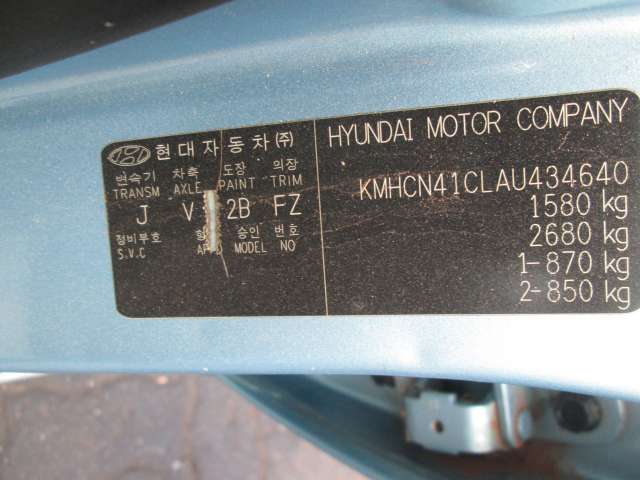 현대자동차(주)
변속기 차축 도장 의장
TRANSM AXLE PAINT TRIM
J V 2B FZ
정비부호 승인 번호
S.V.C MODEL NO
HYUNDAI MOTOR COMPANY
KMHCN41CLAU434640
1580 kg
2680 kg
1-870 kg
2-850 kg